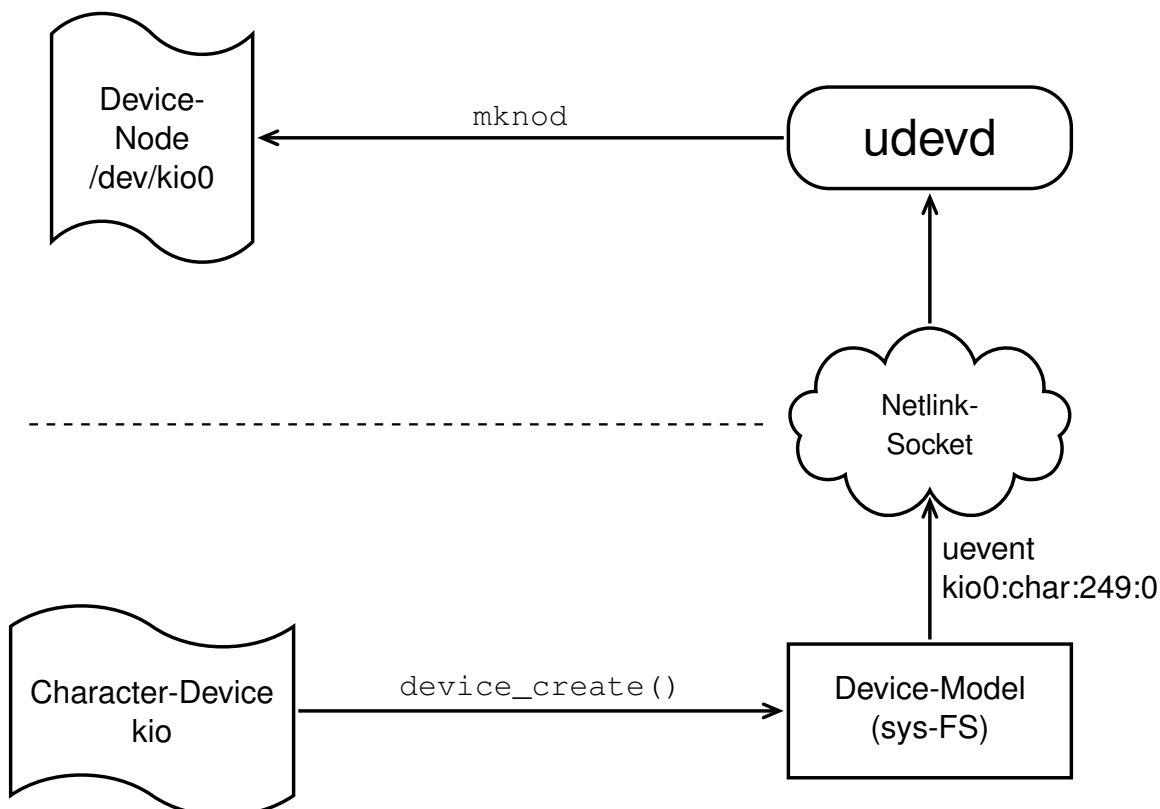 Device-
Node
/dev/kio0
mknod
udevd
Netlink-
Socket
uevent
kio0:char:249:0
Character-Device
kio
device_create()
Device-Model
(sys-FS)